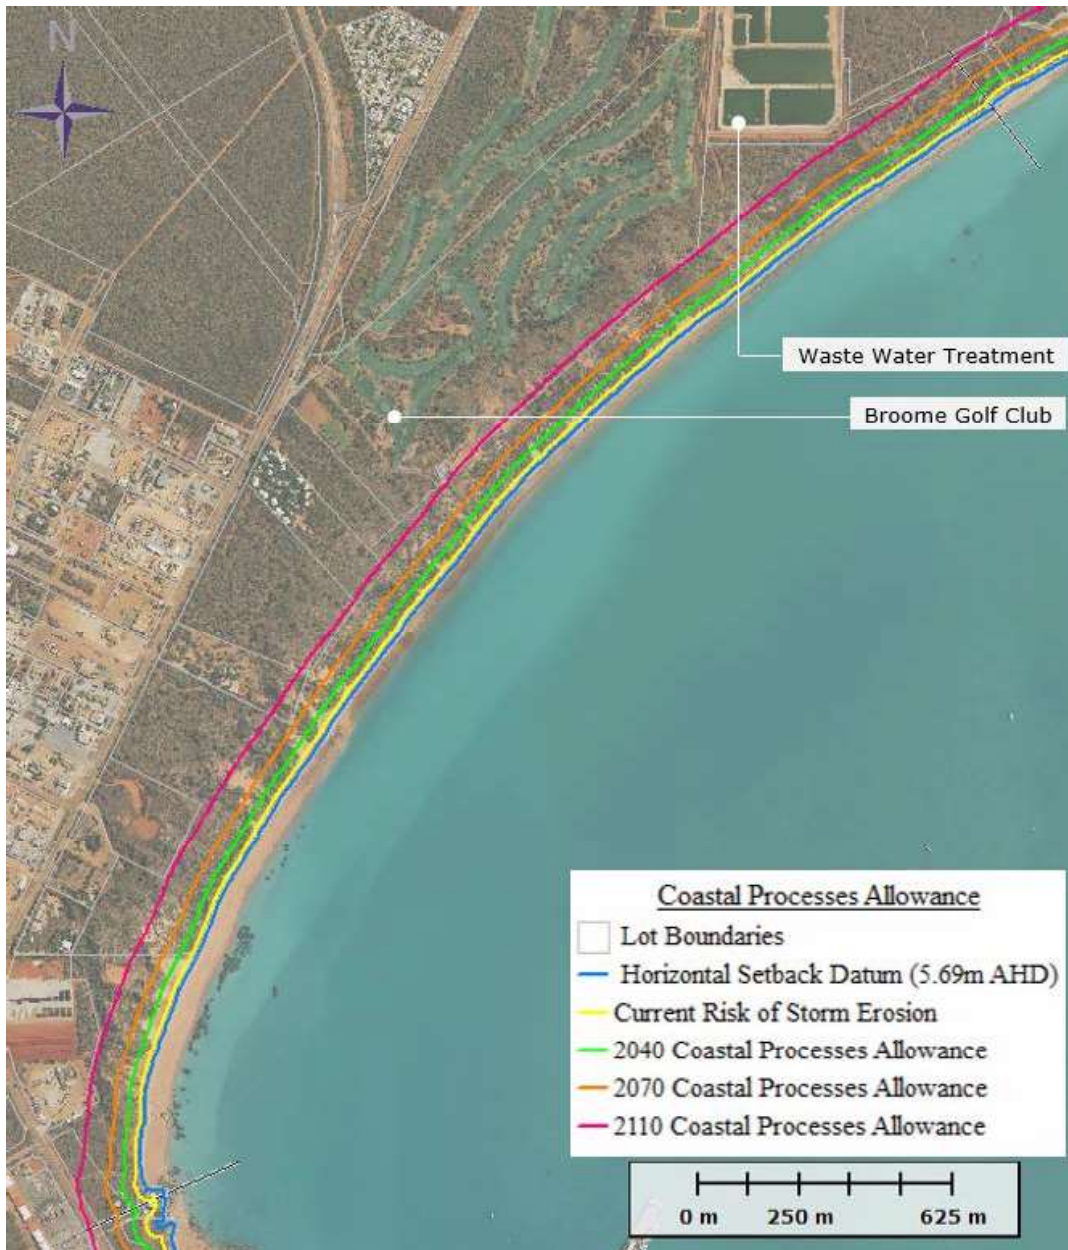 N
Waste Water Treatment
Broome Golf Club
Coastal Processes Allowance
Lot Boundaries
Horizontal Setback Datum (5.69m AHD)
Current Risk of Storm Erosion
2040 Coastal Processes Allowance
2070 Coastal Processes Allowance
2110 Coastal Processes Allowance
0 m 250 m 625 m